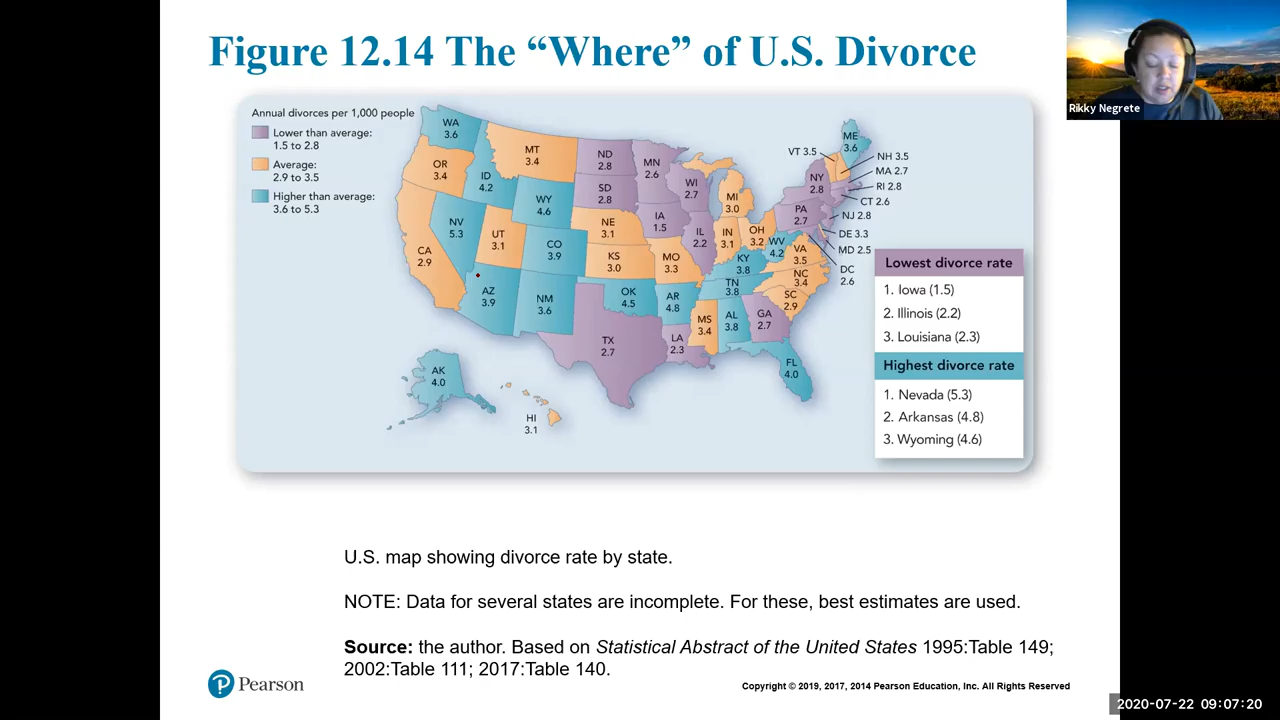 Figure 12.14 The “Where” of U.S. Divorce
Rikky Negrete
Annual divorces per 1,000 people
Lower than average:
1.5 to 2.8
Average:
2.9 to 3.5
Higher than average:
3.6 to 5.3
WA
3.6
OR
3.4
CA
2.9
NV
5.3
ID
4.2
MT
3.4
WY
4.6
UT
3.1
CO
3.9
AZ
3.9
NM
3.6
ND
2.8
SD
2.8
NE
3.1
KS
3.0
OK
4.5
TX
2.7
MN
2.6
IA
1.5
MO
3.3
AR
4.8
LA
2.3
WI
2.7
IL
2.2
MI
3.0
IN
3.1
OH
3.2
KY
3.8
TN
3.8
MS
3.4
AL
3.8
GA
2.7
FL
4.0
SC
2.9
NC
3.4
VA
3.5
WV
4.2
PA
2.7
NY
2.8
ME
3.6
VT 3.5
NH 3.5
MA 2.7
RI 2.8
CT 2.6
NJ 2.8
DE 3.3
MD 2.5
DC
2.6
AK
4.0
HI
3.1
Lowest divorce rate
1. Iowa (1.5)
2. Illinois (2.2)
3. Louisiana (2.3)
Highest divorce rate
1. Nevada (5.3)
2. Arkansas (4.8)
3. Wyoming (4.6)
U.S. map showing divorce rate by state.
NOTE: Data for several states are incomplete. For these, best estimates are used.
Source: the author. Based on Statistical Abstract of the United States 1995:Table 149;
2002:Table 111; 2017:Table 140.
P Pearson
Copyright © 2019, 2017, 2014 Pearson Education, Inc. All Rights Reserved
2020-07-22 09:07:20